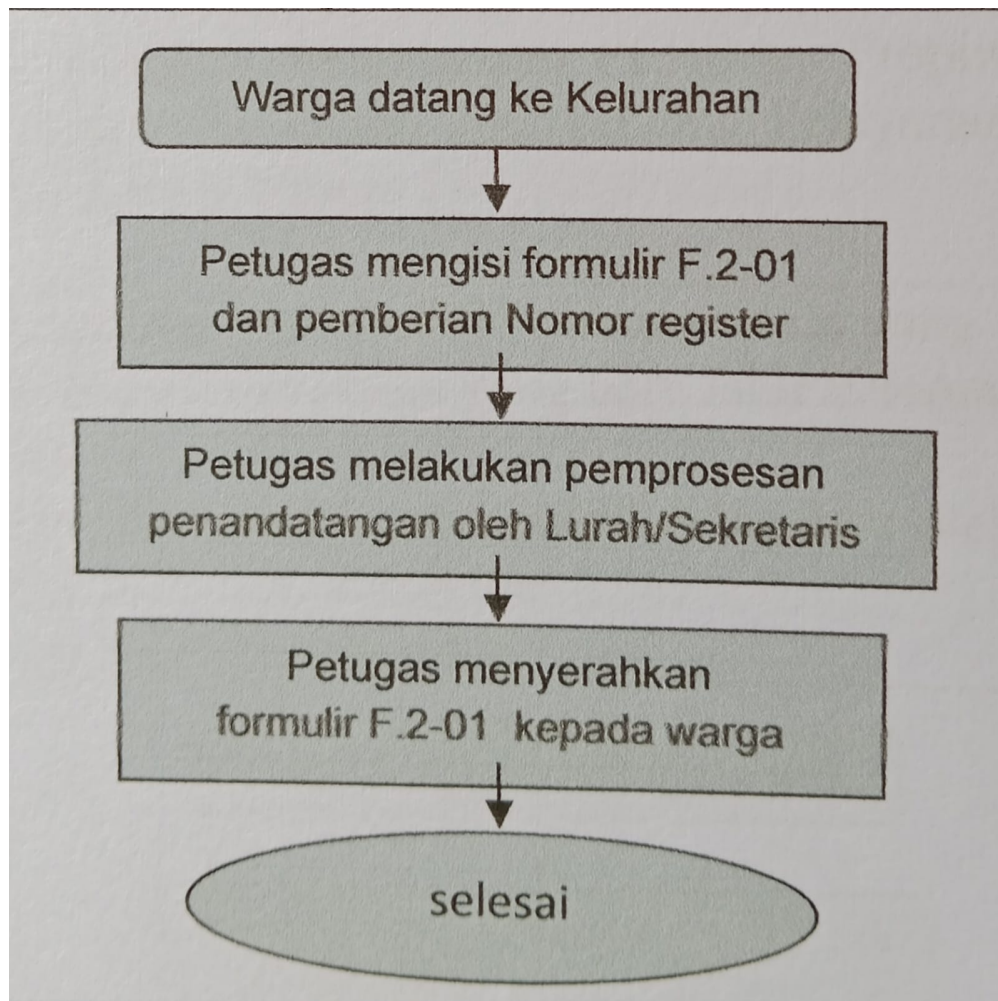 Warga datang ke Kelurahan
Petugas mengisi formulir F.2-01
dan pemberian Nomor register
Petugas melakukan pemprosesan
penandatangan oleh Lurah/Sekretaris
Petugas menyerahkan
formulir F.2-01 kepada warga
selesai